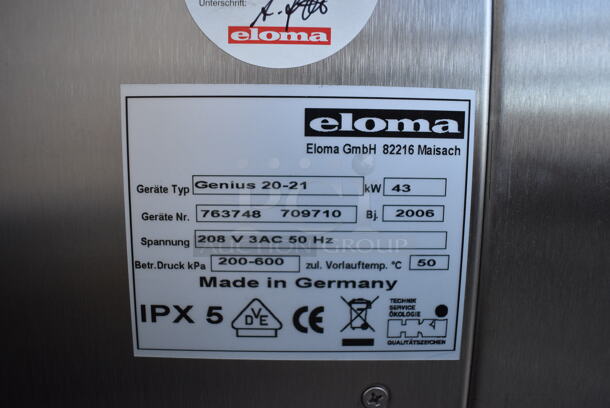 Unterschrift:
eloma
eloma
Eloma GmbH 82216 Maisach
Geräte Typ Genius 20-21 kW 43
Geräte Nr. 763748 709710 Bj. 2006
Spannung 208 V 3AC 50 Hz
Betr.Druck kPa 200-600 zul. Vorlauftemp. °C 50
Made in Germany
IPX 5 DVE CE
TECHNIK
SERVICE
ÖKOLOGIE
QUALITÄTSZEICHEN
AUCTION GROUP